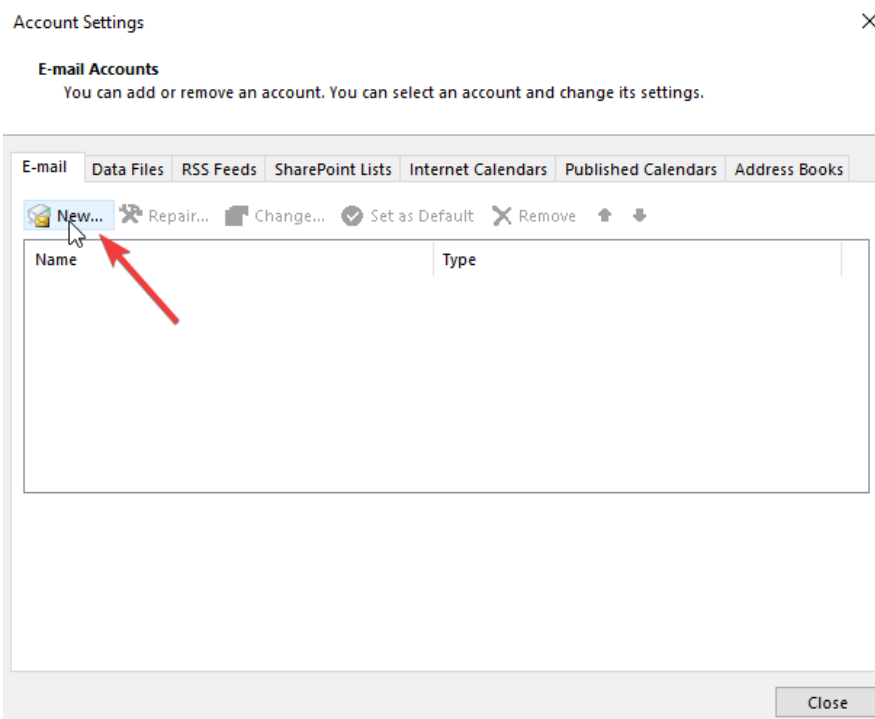 Account Settings
E-mail Accounts
You can add or remove an account. You can select an account and change its settings.
E-mail Data Files RSS Feeds SharePoint Lists Internet Calendars Published Calendars Address Books
New... Repair... Change... Set as Default Remove
Name Type
Close